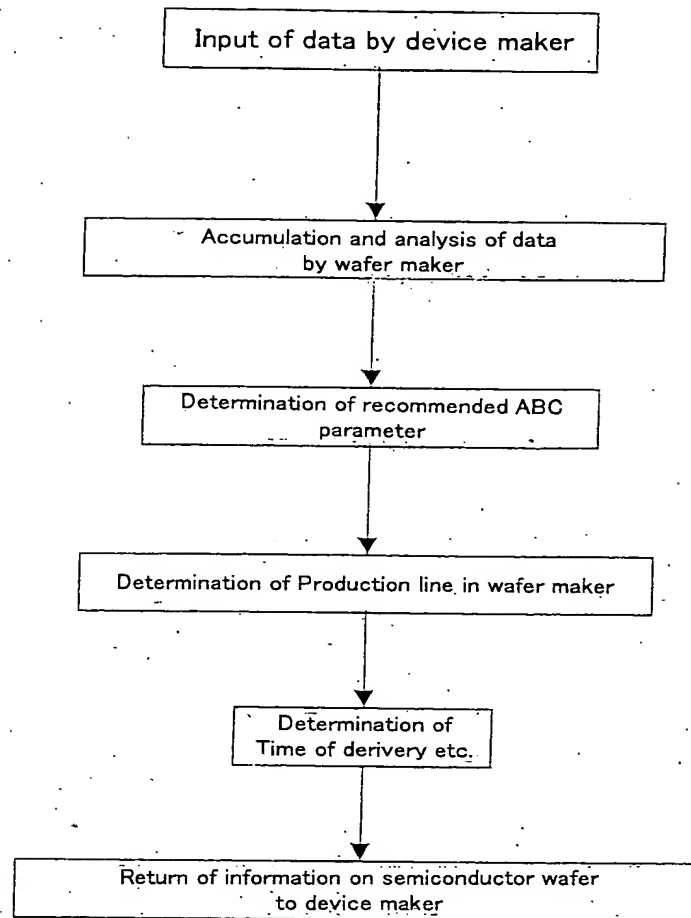 Input of data by device maker
Accumulation and analysis of data
by wafer maker
Determination of recommended ABC
parameter
Determination of Production line in wafer maker
Determination of
Time of derivery etc.
Return of information on semiconductor wafer
to device maker